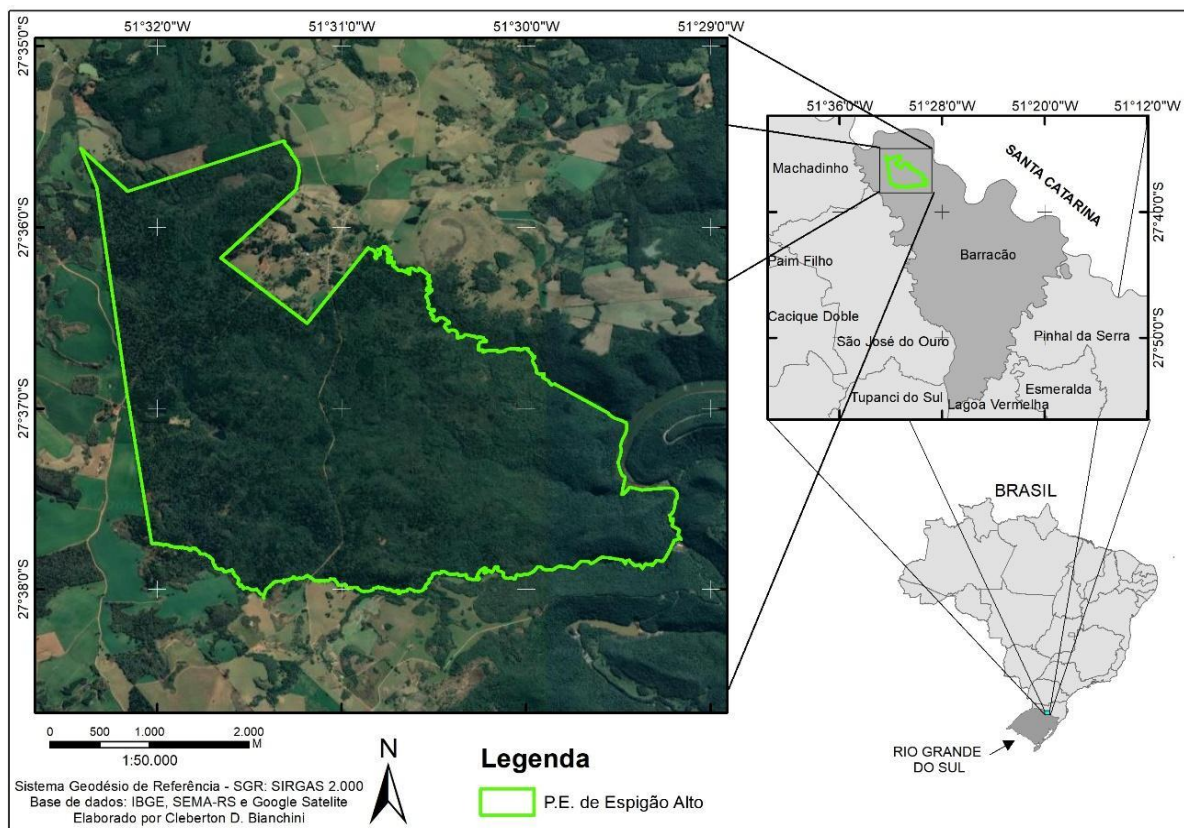 51°32'0"W
51°31'0"W
51°30'0"W
51°29'0"W
27°35'0"S
27°36'0"S
27°37'0"S
27°38'0"S
51°36'0"W
51°28'0"W
51°20'0"W
51°12'0"W
27°40'0"S
27°50'0"S
Machadinho
SANTA CATARINA
Barracão
Paim Filho
Cacique Doble
São José do Ouro
Pinhal da Serra
Esmeralda
Tupanci do Sul
Lagoa Vermelha
BRASIL
RIO GRANDE
DO SUL
0 500 1.000 2.000
M
1:50.000
N
Legenda
P.E. de Espigão Alto
Sistema Geodésio de Referência - SGR: SIRGAS 2.000
Base de dados: IBGE, SEMA-RS e Google Satelite
Elaborado por Cleberton D. Bianchini